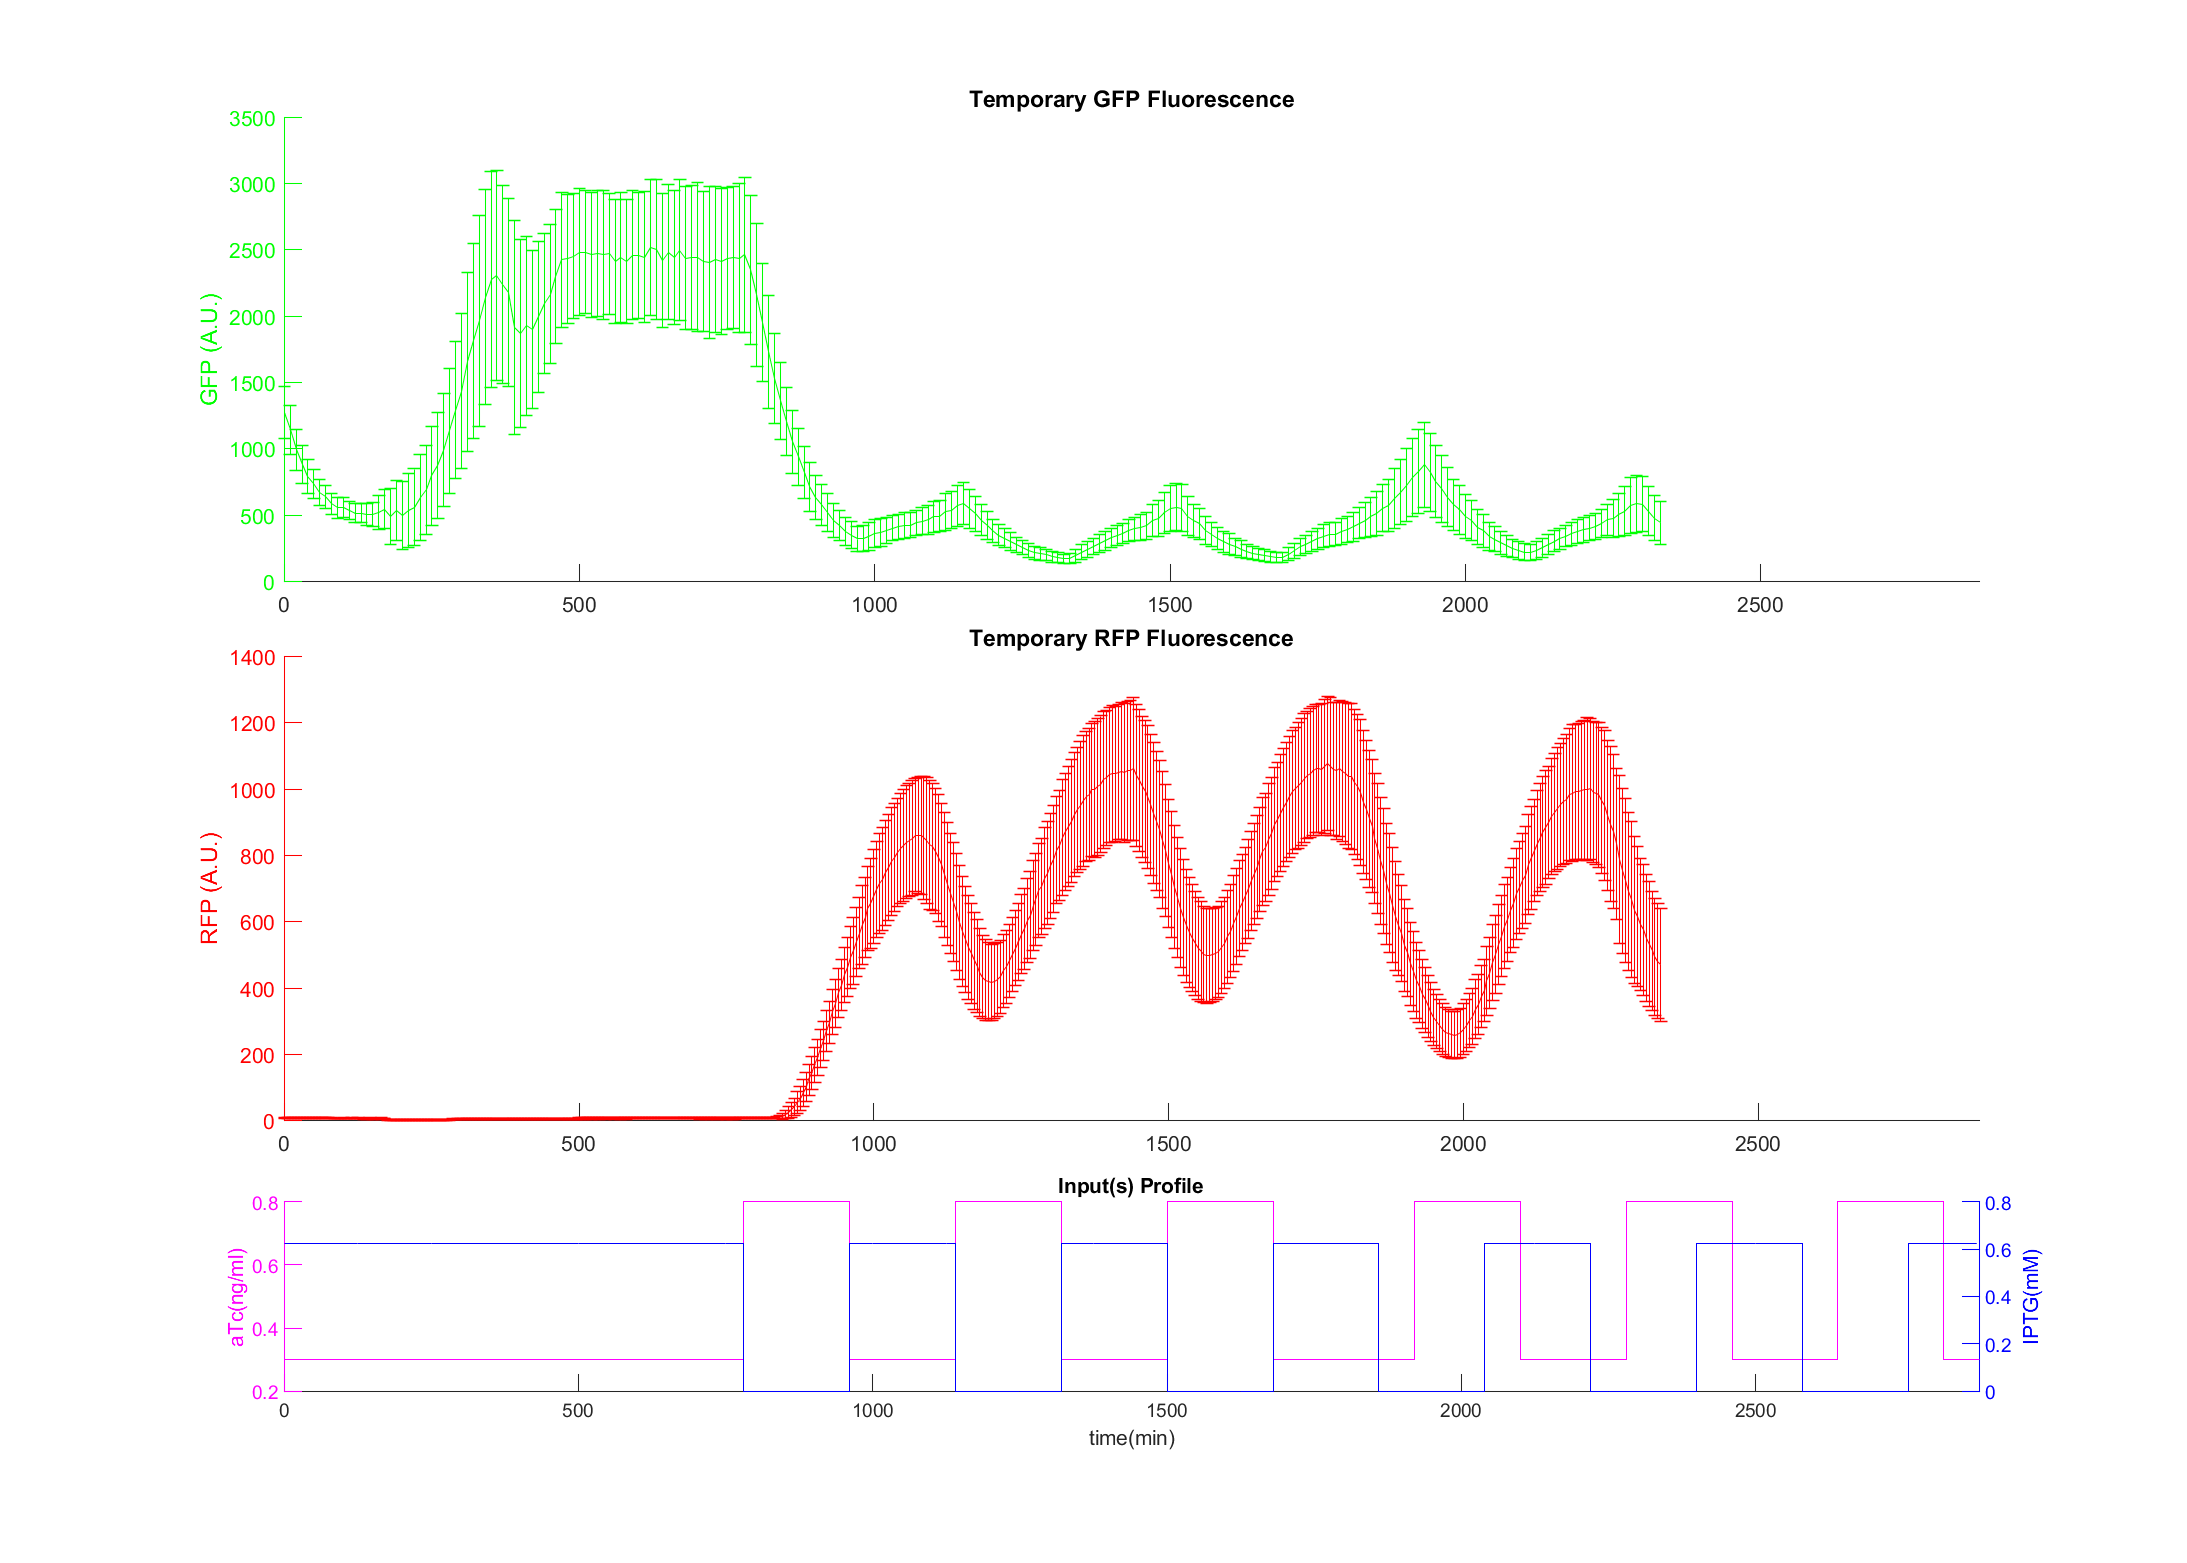 Temporary GFP Fluorescence
3500
3000
2500
2000
1500
1000
500
0
GFP (A.U.)
0 500 1000 1500 2000 2500
Temporary RFP Fluorescence
1400
1200
1000
800
600
400
200
0
RFP (A.U.)
0 500 1000 1500 2000 2500
Input(s) Profile
0.8
0.6
0.4
0.2
aTc(ng/ml)
0.8
0.6
0.4
0.2
0
IPTG(mM)
0 500 1000 1500 2000 2500
time(min)